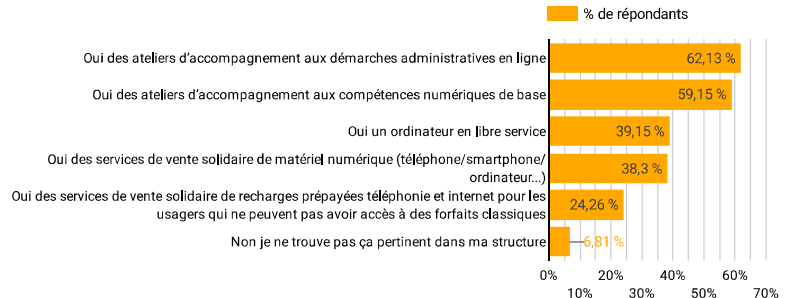 % de répondants
Oui des ateliers d’accompagnement aux démarches administratives en ligne
62,13 %
Oui des ateliers d’accompagnement aux compétences numériques de base
59,15 %
Oui un ordinateur en libre service
39,15 %
Oui des services de vente solidaire de matériel numérique (téléphone/smartphone/
ordinateur...)
38,3 %
Oui des services de vente solidaire de recharges prépayées téléphonie et internet pour les
usagers qui ne peuvent pas avoir accès à des forfaits classiques
24,26 %
Non je ne trouve pas ça pertinent dans ma structure
6,81 %
0% 20% 40% 60%
10% 30% 50% 70%